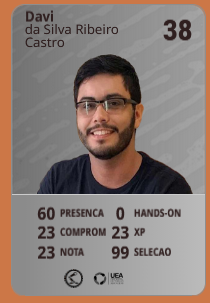 Davi
da Silva Ribeiro
Castro
38
60 PRESENCA 0 HANDS-ON
23 COMPROM 23 XP
23 NOTA 99 SELECAO
UEA